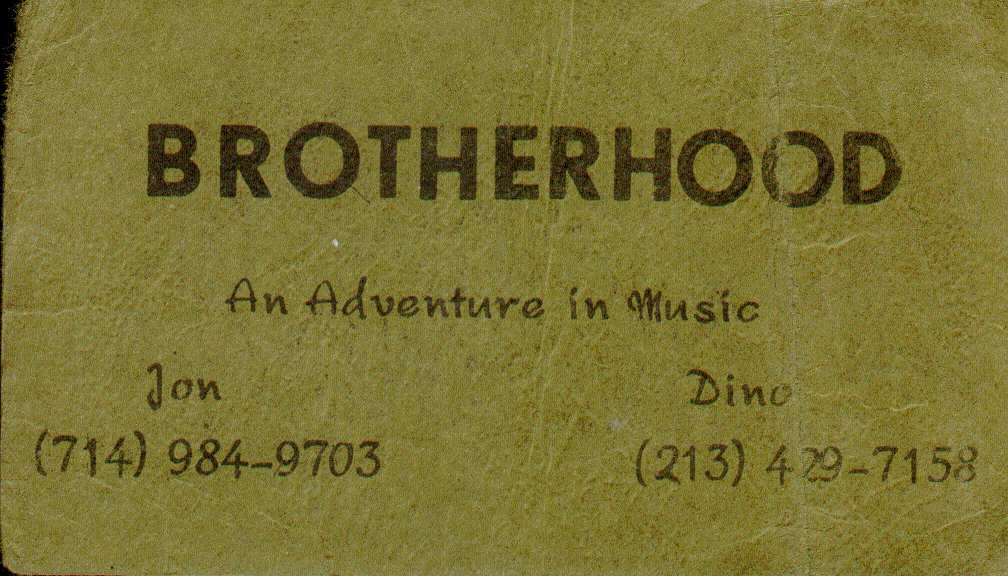 BROTHERHOOD
An Adventure in Music
Jon Dino
(714) 984-9703 (213) 429-7158